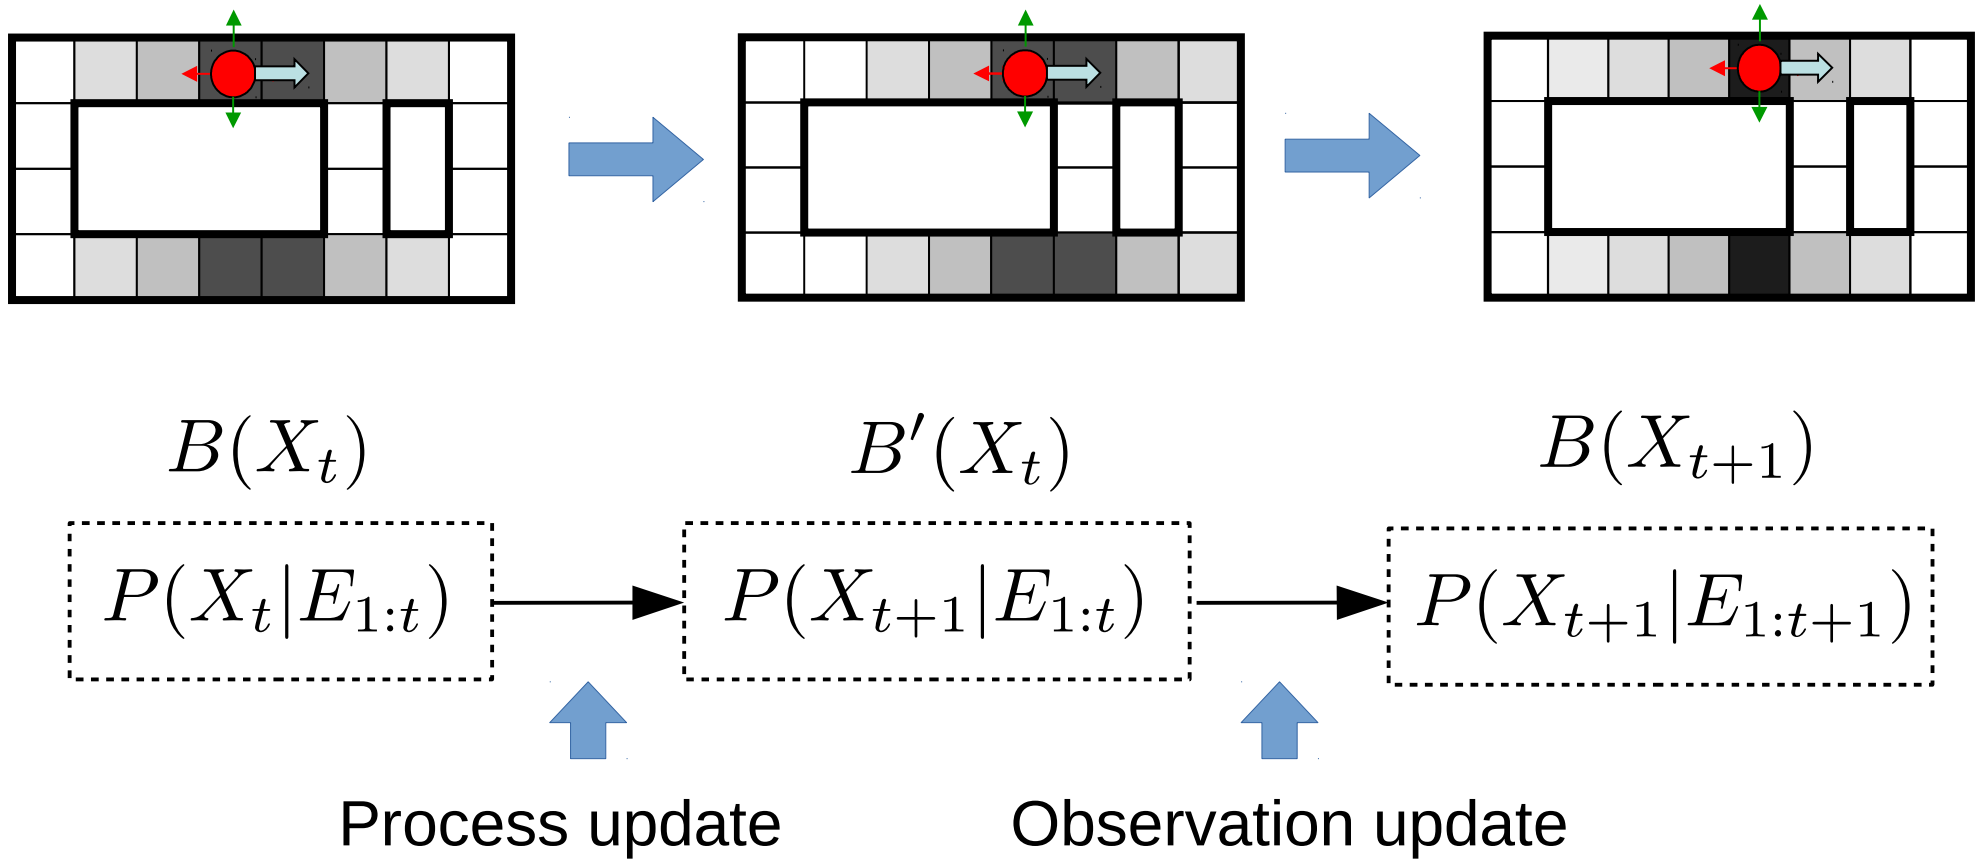 B(X_t) B′(X_t) B(X_{t+1})
P(X_t|E_{1:t}) P(X_{t+1}|E_{1:t}) P(X_{t+1}|E_{1:t+1})
Process update Observation update